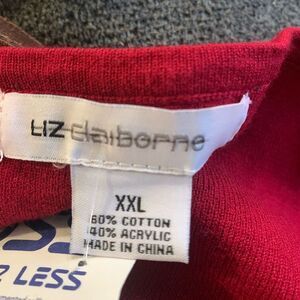 LIZ claiborne
XXL
60% COTTON
40% ACRYLIC
MADE IN CHINA
LESS